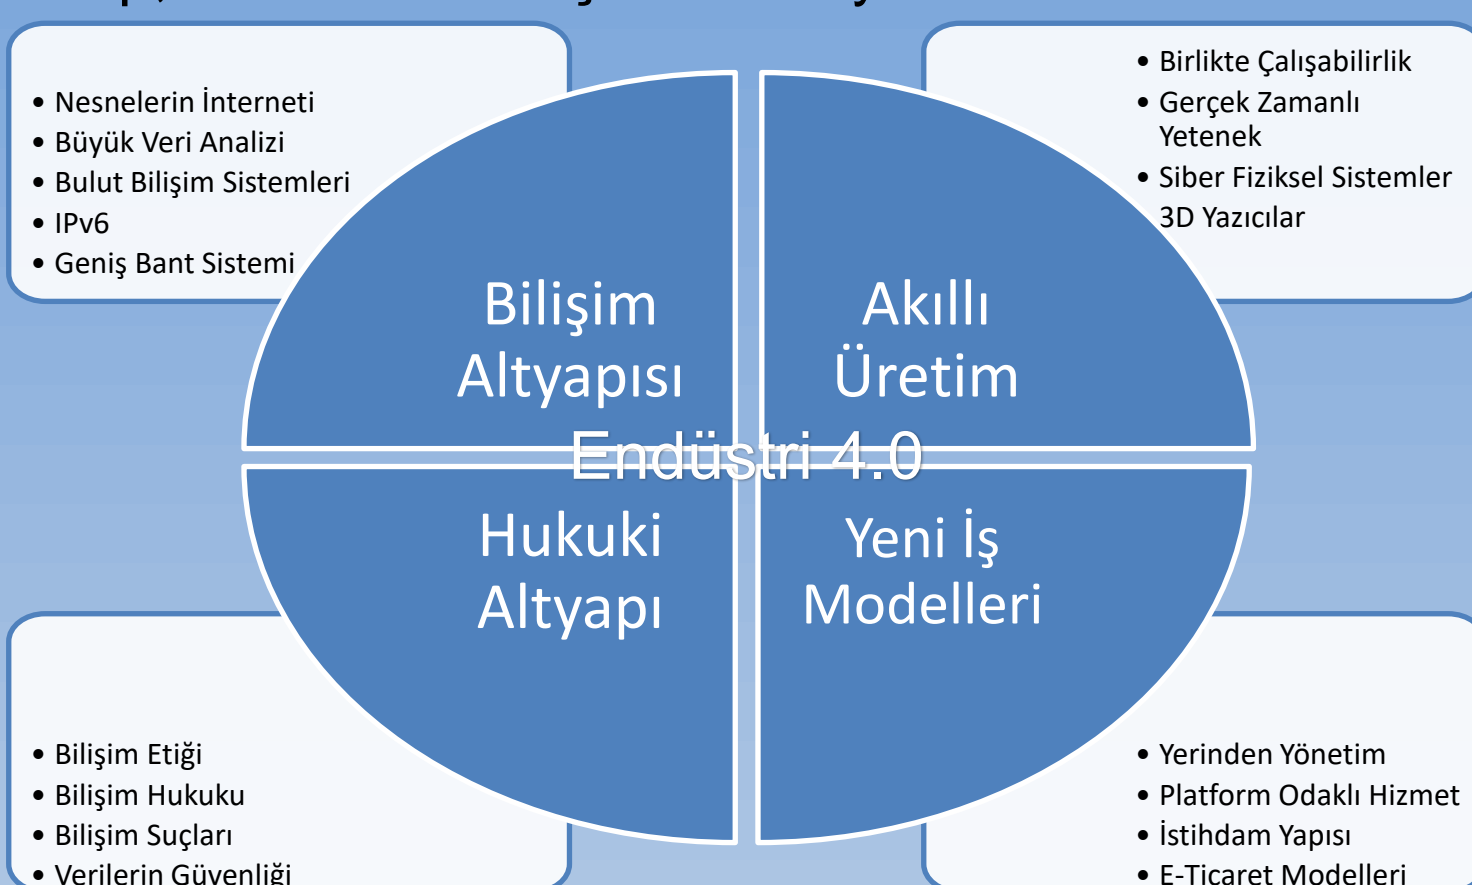 • Nesnelerin İnterneti
• Büyük Veri Analizi
• Bulut Bilişim Sistemleri
• IPv6
• Geniş Bant Sistemi
• Birlikte Çalışabilirlik
• Gerçek Zamanlı
Yetenek
• Siber Fiziksel Sistemler
3D Yazıcılar
Bilişim
Altyapısı
Akıllı
Üretim
Endüstri 4.0
Hukuki
Altyapı
Yeni İş
Modelleri
• Bilişim Etiği
• Bilişim Hukuku
• Bilişim Suçları
• Verilerin Güvenliği
• Yerinden Yönetim
• Platform Odaklı Hizmet
• İstihdam Yapısı
• E-Ticaret Modelleri